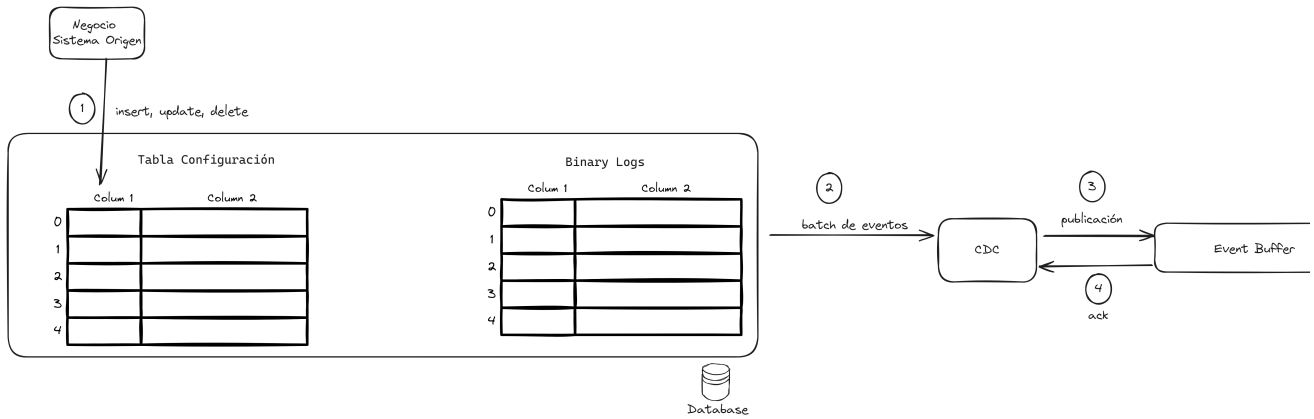 Negocio
Sistema Origen
1
insert, update, delete
Tabla Configuración
Colum 1
Column 2
0
1
2
3
4
Binary Logs
Colum 1
Column 2
0
1
2
3
4
2
batch de eventos
CDC
3
publicación
4
ack
Event Buffer
Database